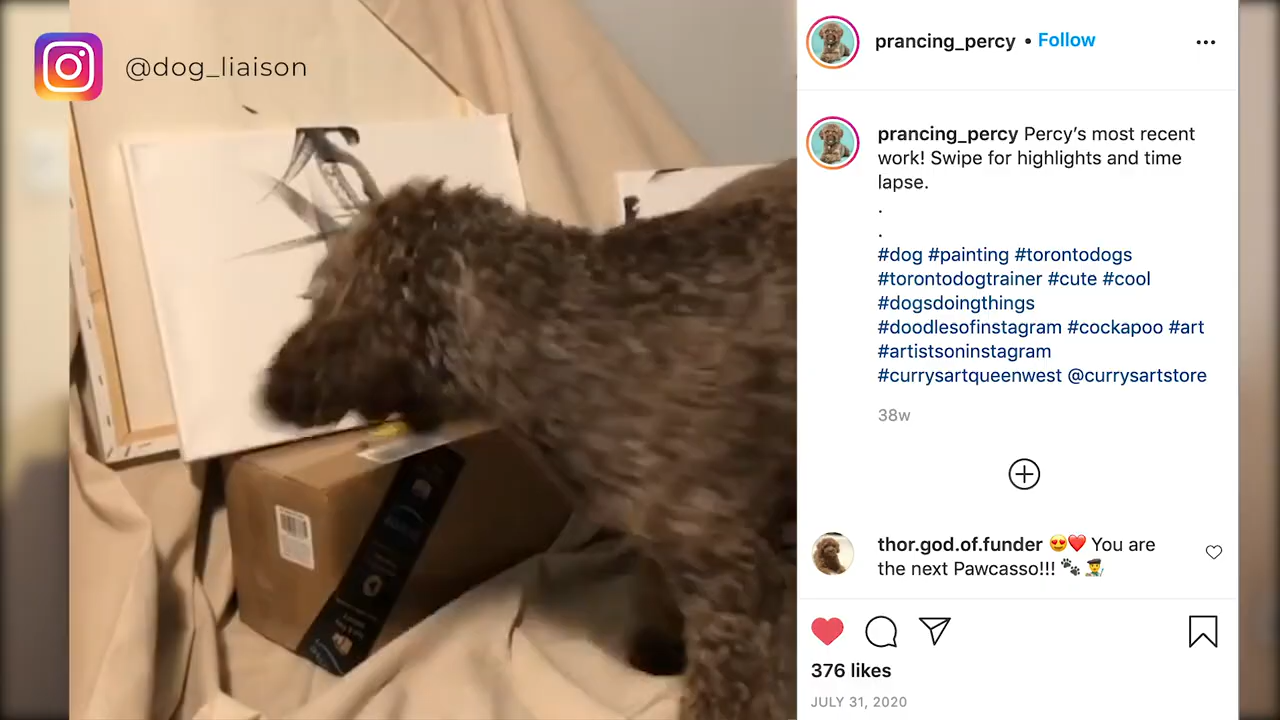 @dog_liaison
prancing_percy • Follow
prancing_percy Percy’s most recent
work! Swipe for highlights and time
lapse.
.
.
#dog #painting #torontodogs
#torontodogtrainer #cute #cool
#dogsdoingthings
#doodlesofinstagram #cockapoo #art
#artistsoninstagram
#currysartqueenwest @currysartstore
38w
thor.god.of.funder 😍❤️ You are
the next Pawcasso!!! 🐾 👨‍🎨
376 likes
JULY 31, 2020